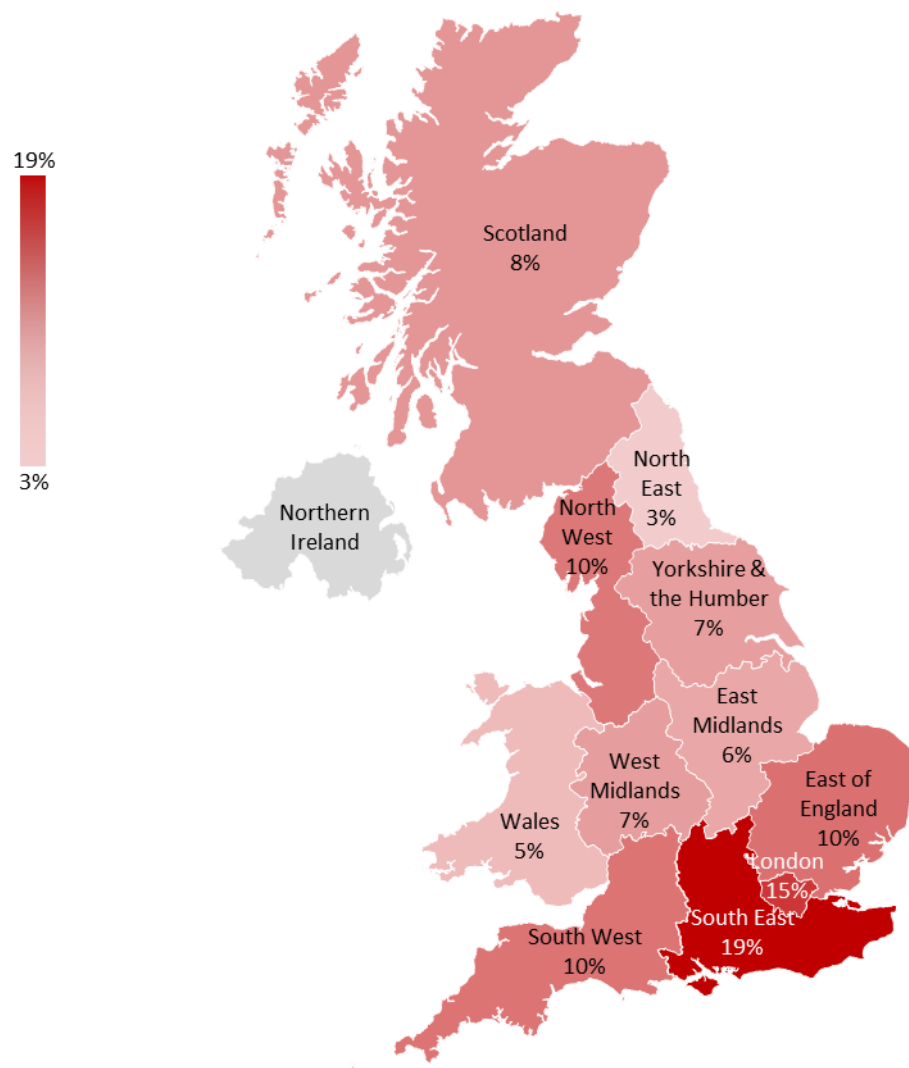 19%
3%
Scotland
8%
Northern
Ireland
North
East
3%
North
West
10%
Yorkshire &
the Humber
7%
East
Midlands
6%
West
Midlands
7%
East of
England
10%
Wales
5%
London
15%
South East
19%
South West
10%